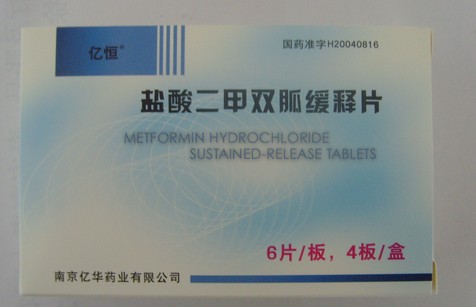 亿恒®
国药准字H20040816
盐酸二甲双胍缓释片
METFORMIN HYDROCHLORIDE
SUSTAINED-RELEASE TABLETS
6片/板，4板/盒
南京亿华药业有限公司